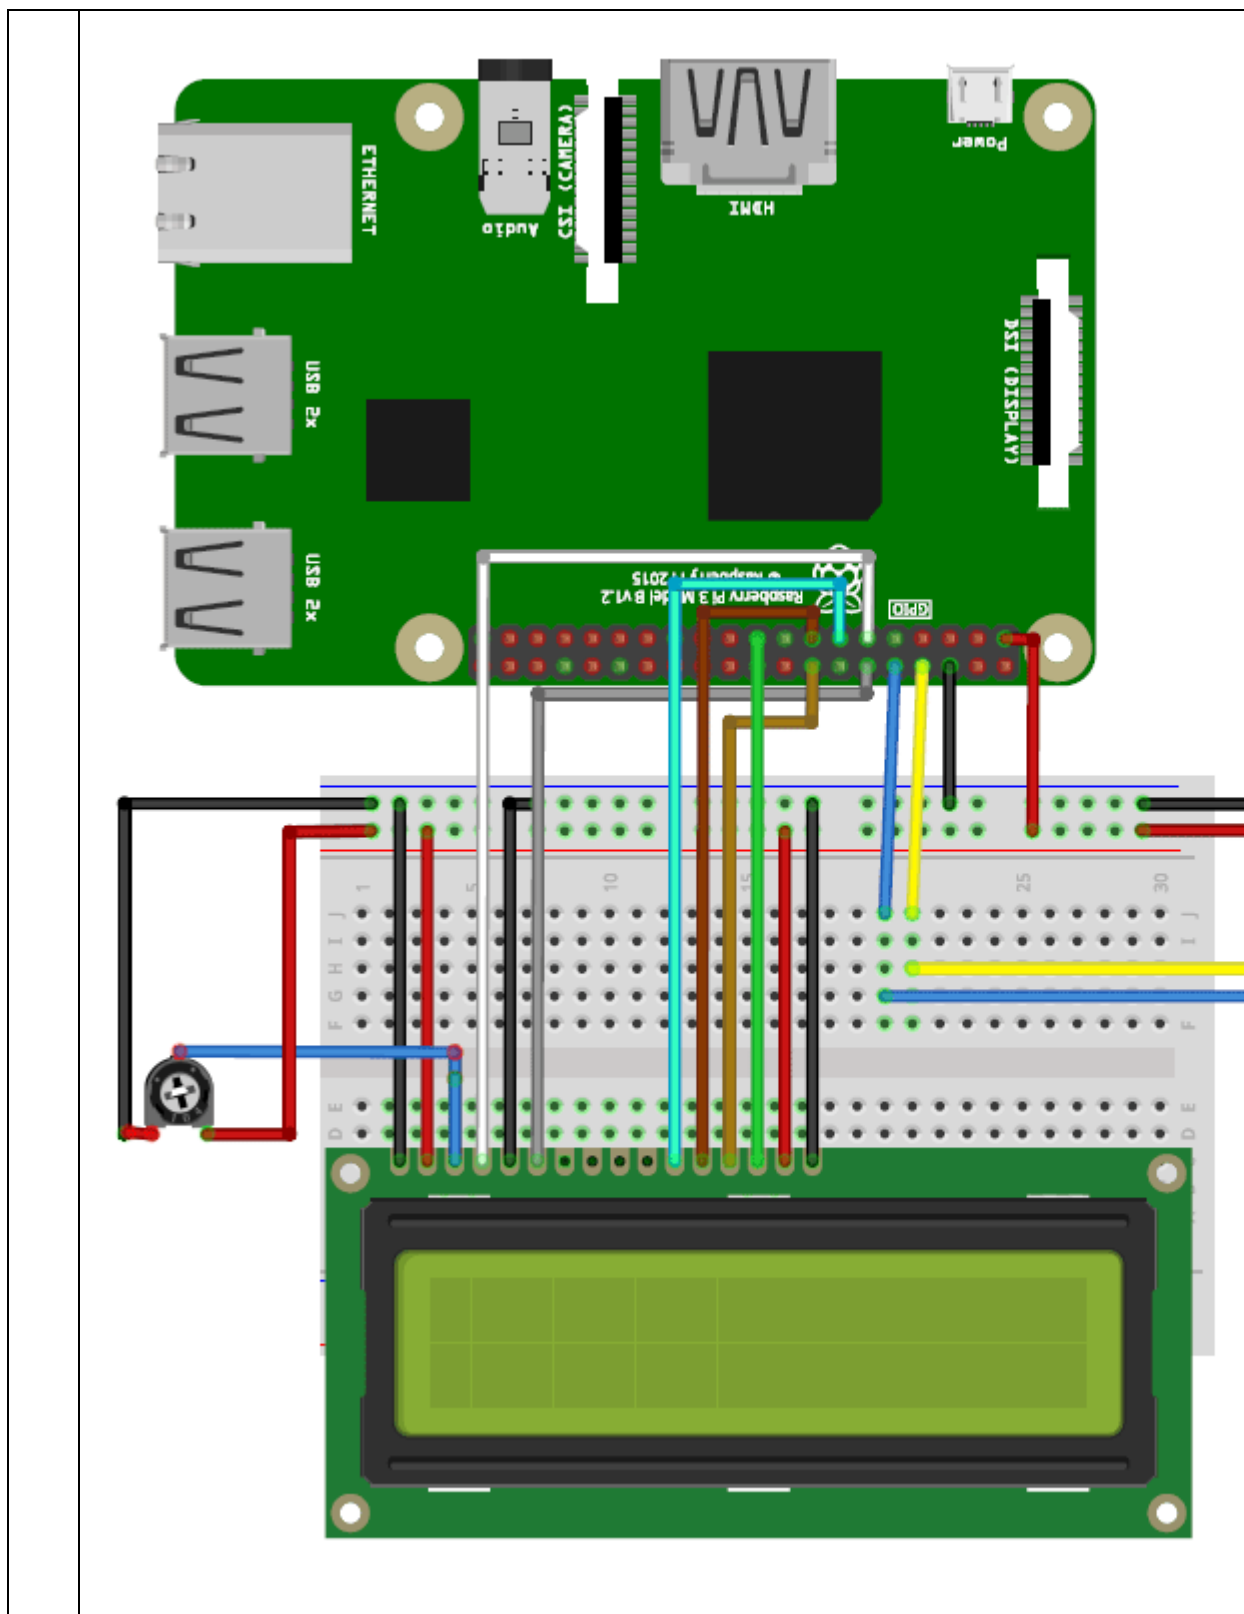 ETHERNET
Audio
CSI (CAMERA)
HDMI
Power
DSI (DISPLAY)
USB 2x
USB 2x
© Raspberry Pi 2015
Raspberry Pi 3 Model B v1.2
GPIO
1 5 10 15 25 30
J J
I I
H H
G G
F F
E E
D D